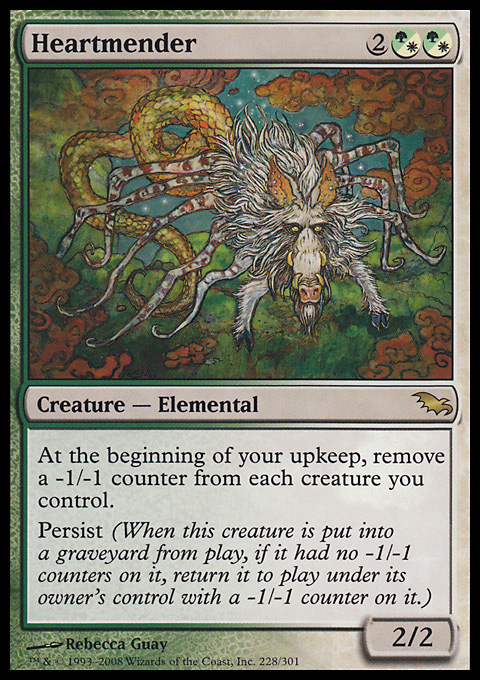 Heartmender 2
Creature — Elemental
At the beginning of your upkeep, remove
a -1/-1 counter from each creature you
control.
Persist (When this creature is put into
a graveyard from play, if it had no -1/-1
counters on it, return it to play under its
owner's control with a -1/-1 counter on it.)
Rebecca Guay
2/2
™ & © 1993–2008 Wizards of the Coast, Inc. 228/301